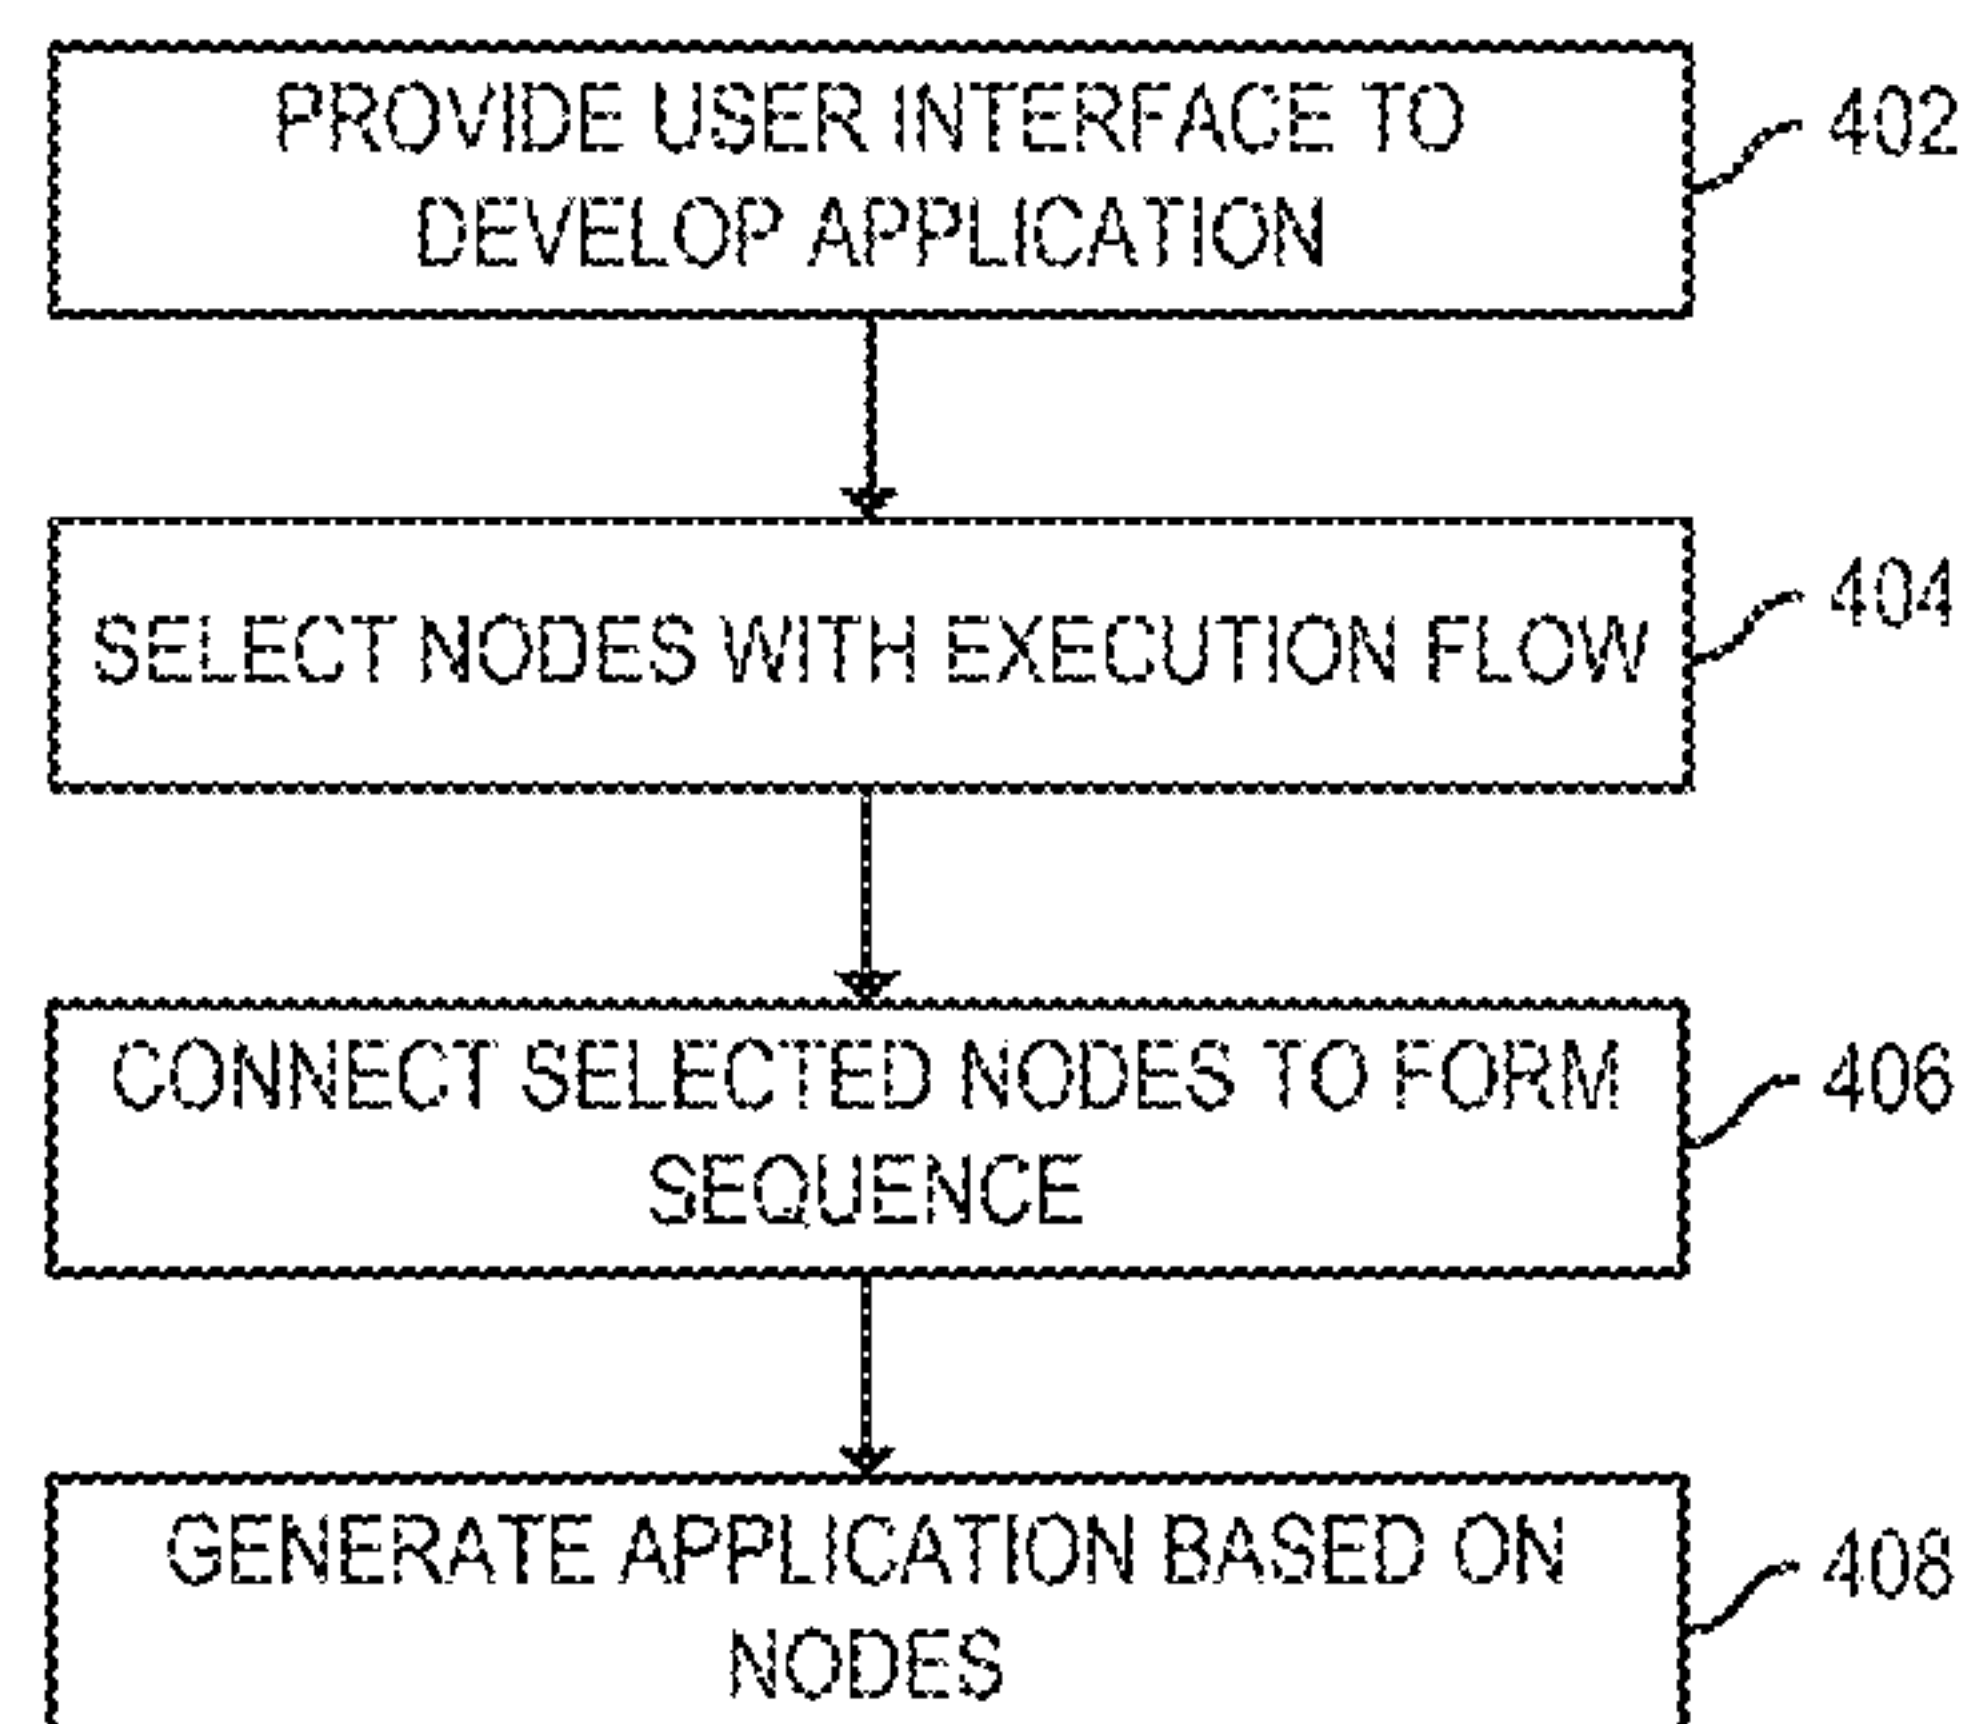 PROVIDE USER INTERFACE TO
DEVELOP APPLICATION
402
SELECT NODES WITH EXECUTION FLOW
404
CONNECT SELECTED NODES TO FORM
SEQUENCE
406
GENERATE APPLICATION BASED ON
NODES
408